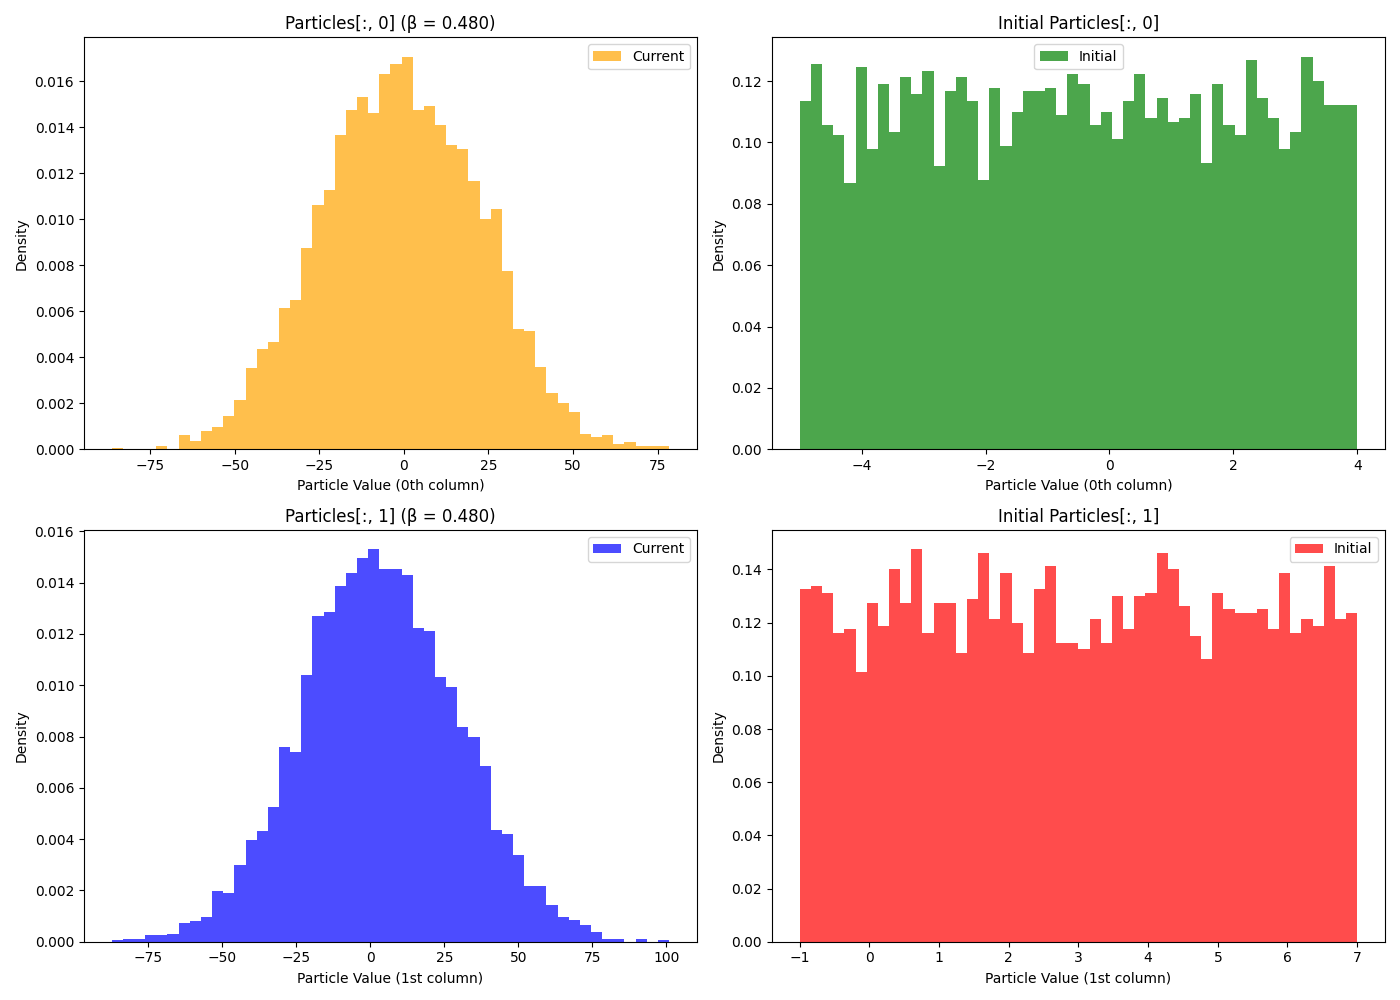 Particles[:, 0] (β = 0.480)
Current
Density
0.016
0.014
0.012
0.010
0.008
0.006
0.004
0.002
0.000
−75 −50 −25 0 25 50 75
Particle Value (0th column)
Initial Particles[:, 0]
Initial
Density
0.12
0.10
0.08
0.06
0.04
0.02
0.00
−4 −2 0 2 4
Particle Value (0th column)
Particles[:, 1] (β = 0.480)
Current
Density
0.016
0.014
0.012
0.010
0.008
0.006
0.004
0.002
0.000
−75 −50 −25 0 25 50 75 100
Particle Value (1st column)
Initial Particles[:, 1]
Initial
Density
0.14
0.12
0.10
0.08
0.06
0.04
0.02
0.00
−1 0 1 2 3 4 5 6 7
Particle Value (1st column)